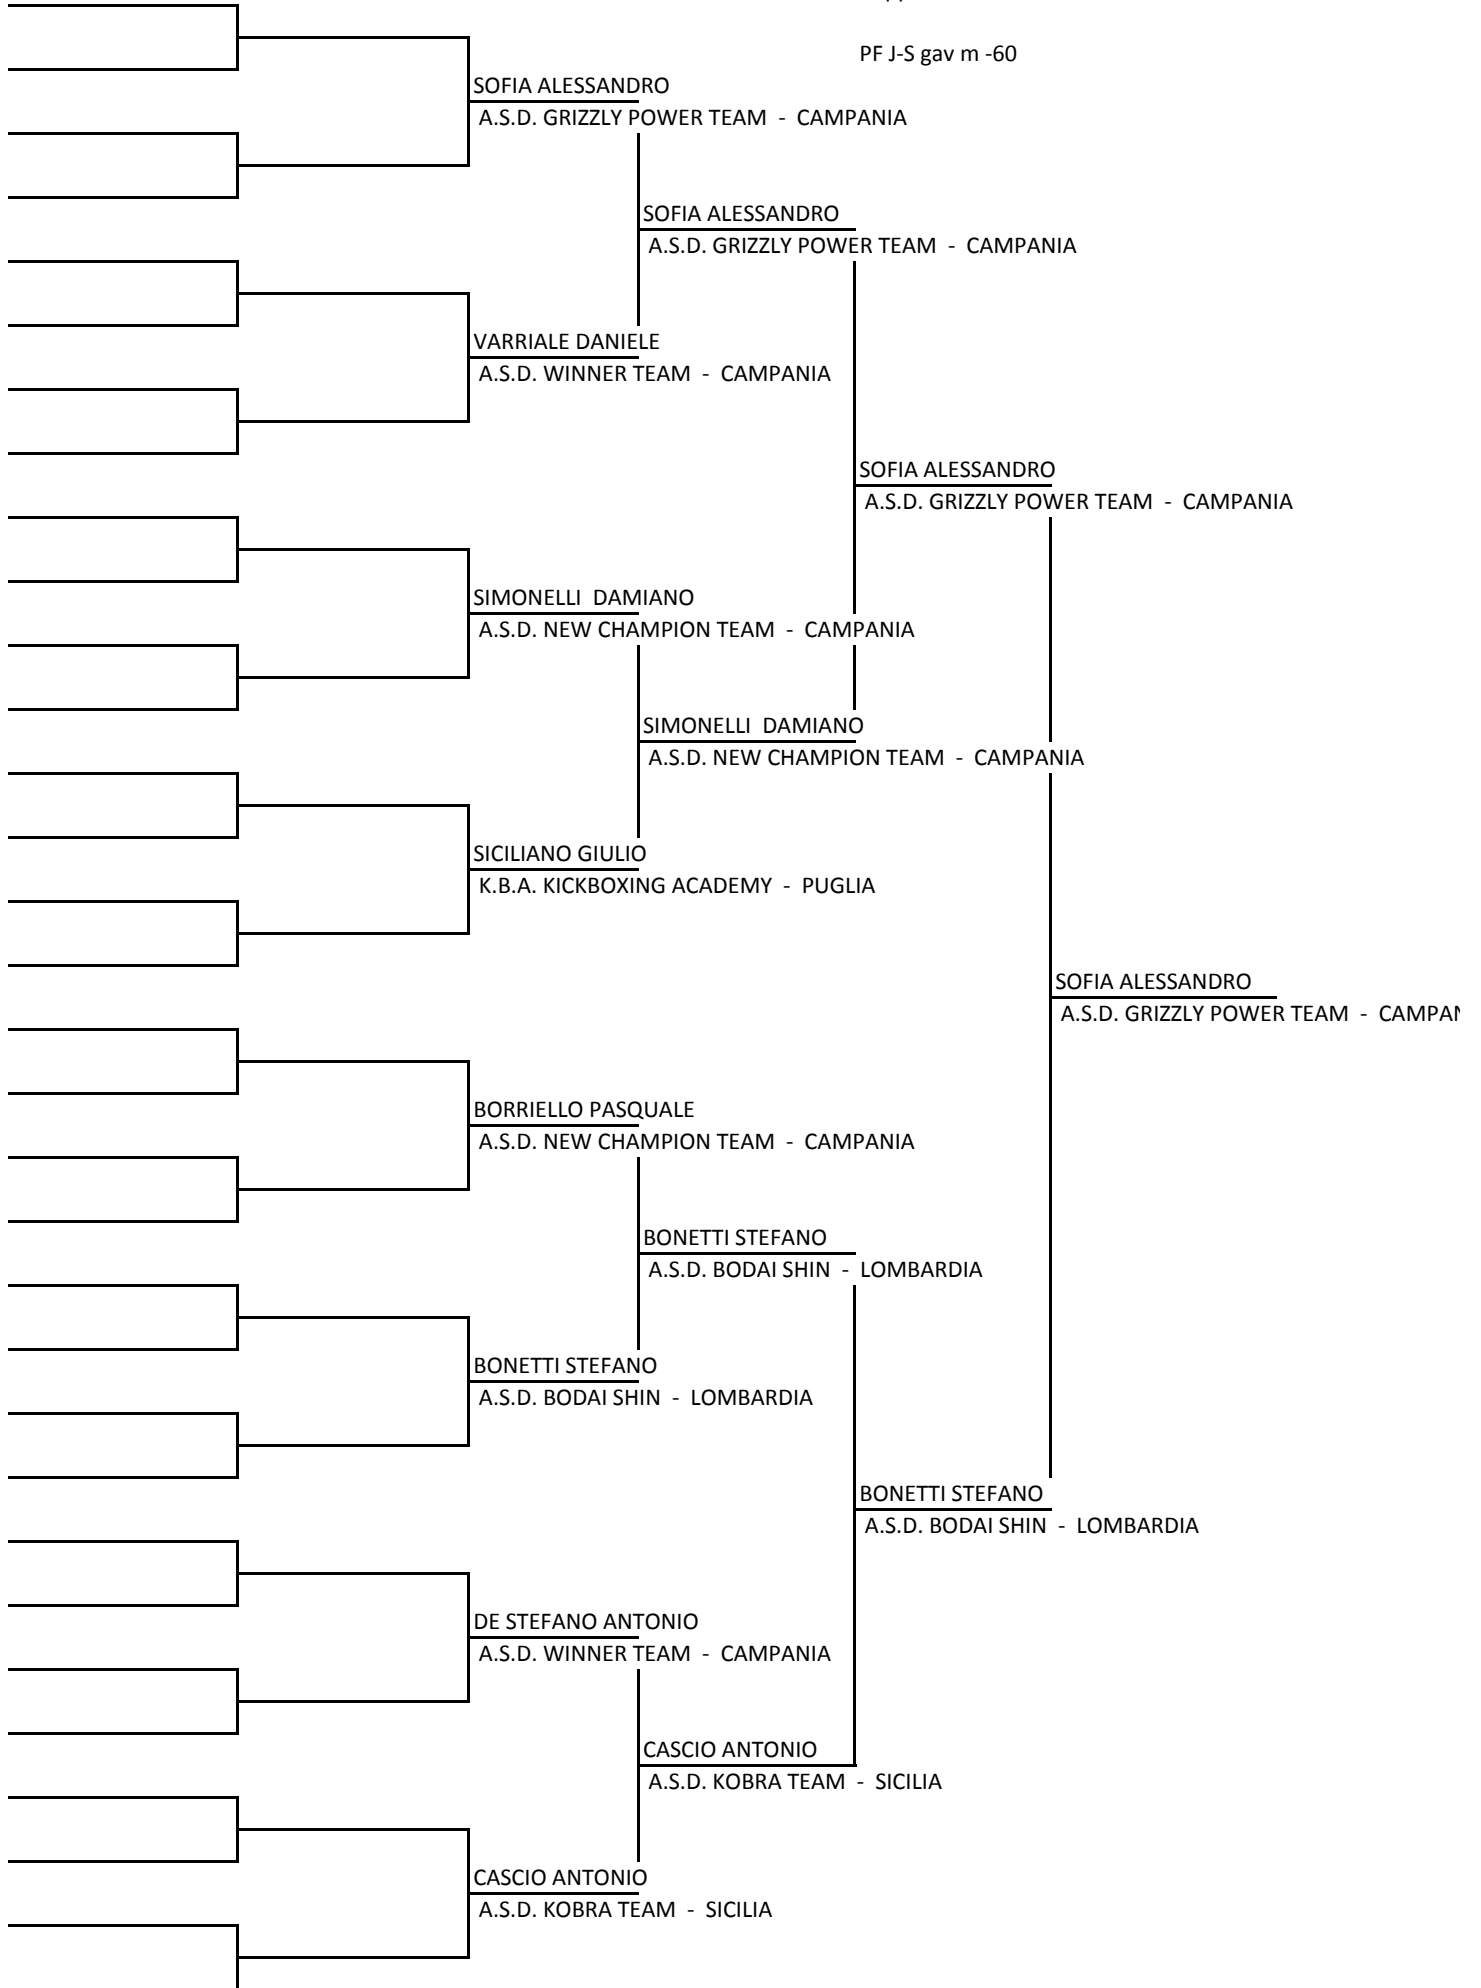 PF J-S gav m -60
SOFIA ALESSANDRO
A.S.D. GRIZZLY POWER TEAM - CAMPANIA
SOFIA ALESSANDRO
A.S.D. GRIZZLY POWER TEAM - CAMPANIA
VARRIALE DANIELE
A.S.D. WINNER TEAM - CAMPANIA
SOFIA ALESSANDRO
A.S.D. GRIZZLY POWER TEAM - CAMPANIA
SIMONELLI DAMIANO
A.S.D. NEW CHAMPION TEAM - CAMPANIA
SIMONELLI DAMIANO
A.S.D. NEW CHAMPION TEAM - CAMPANIA
SICILIANO GIULIO
K.B.A. KICKBOXING ACADEMY - PUGLIA
SOFIA ALESSANDRO
A.S.D. GRIZZLY POWER TEAM - CAMPA
BORRIELLO PASQUALE
A.S.D. NEW CHAMPION TEAM - CAMPANIA
BONETTI STEFANO
A.S.D. BODAI SHIN - LOMBARDIA
BONETTI STEFANO
A.S.D. BODAI SHIN - LOMBARDIA
BONETTI STEFANO
A.S.D. BODAI SHIN - LOMBARDIA
DE STEFANO ANTONIO
A.S.D. WINNER TEAM - CAMPANIA
CASCIO ANTONIO
A.S.D. KOBRA TEAM - SICILIA
CASCIO ANTONIO
A.S.D. KOBRA TEAM - SICILIA